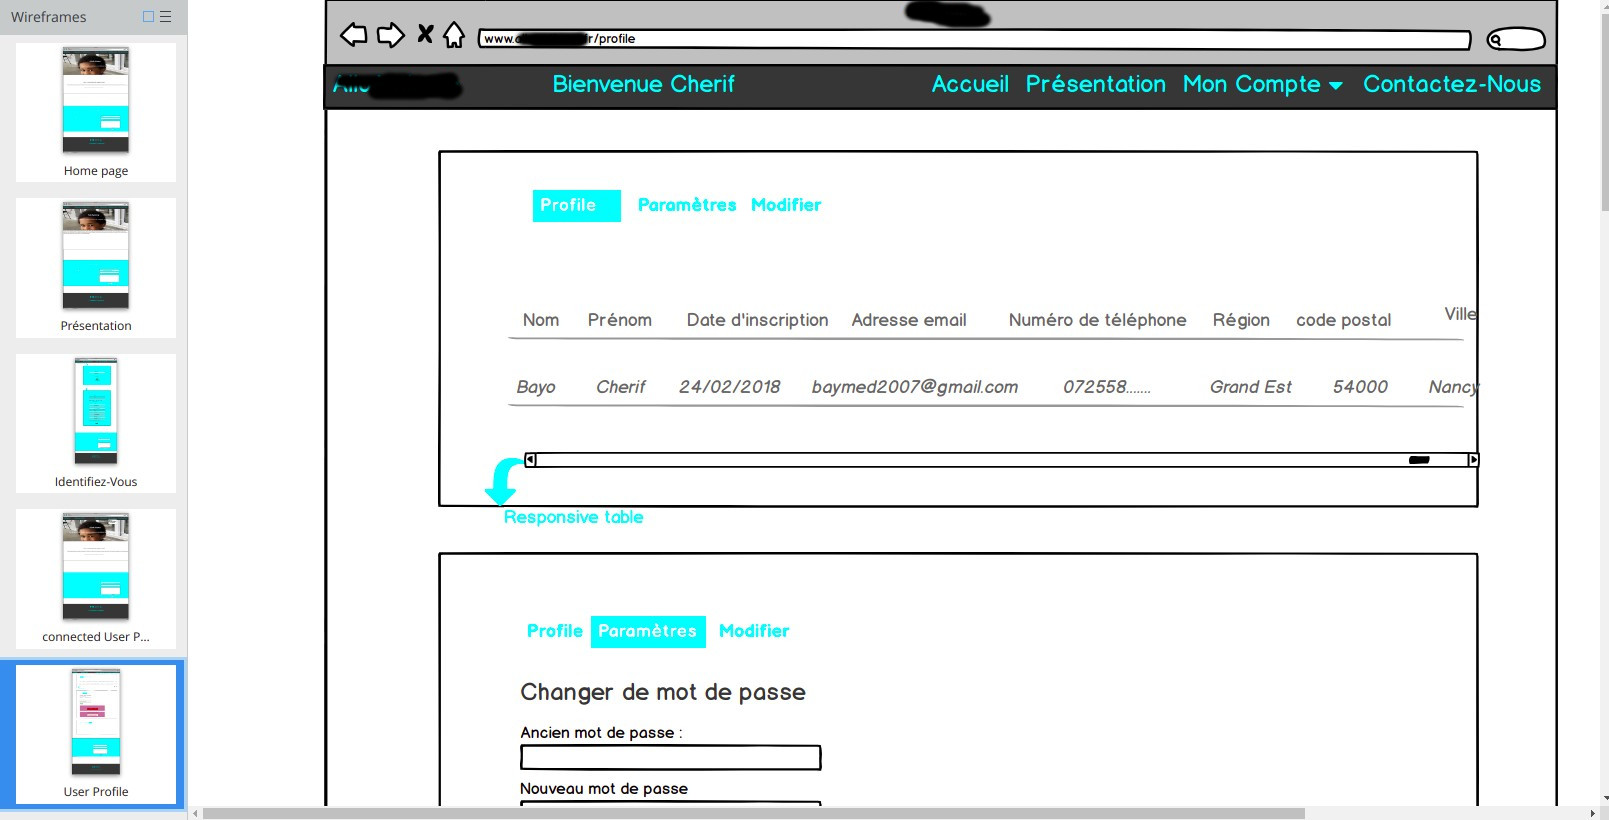 Wireframes
Home page
Présentation
Identifiez-Vous
connected User P...
User Profile
www. r/profile
Bienvenue Cherif
Accueil Présentation Mon Compte Contactez-Nous
Profile Paramètres Modifier
Nom Prénom Date d'inscription Adresse email Numéro de téléphone Région code postal Ville
Bayo Cherif 24/02/2018 baymed2007@gmail.com 072558....... Grand Est 54000 Nancy
Responsive table
Profile Paramètres Modifier
Changer de mot de passe
Ancien mot de passe :
Nouveau mot de passe